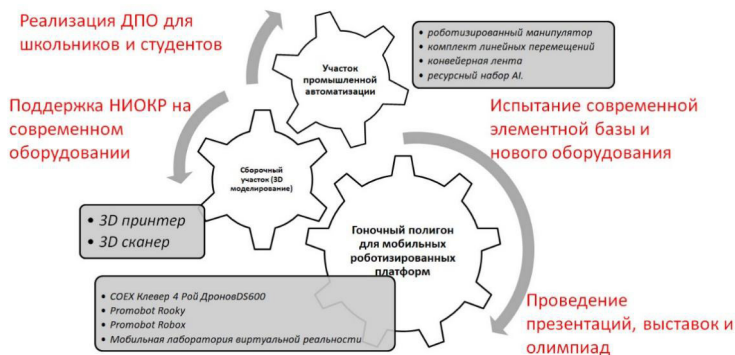 Реализация ДПО для
школьников и студентов
Участок
промышленной
автоматизации
• роботизированный манипулятор
• комплект линейных перемещений
• конвейерная лента
• ресурсный набор AI.
Поддержка НИОКР на
современном
оборудовании
Испытание современной
элементной базы и
нового оборудования
Сборочный
участок (3D
моделирование)
• 3D принтер
• 3D сканер
Гоночный полигон
для мобильных
роботизированных
платформ
• COEX Клевер 4 Рой ДроновDS600
• Promobot Rooky
• Promobot Robox
• Мобильная лаборатория виртуальной реальности
Проведение
презентаций, выставок и
олимпиад